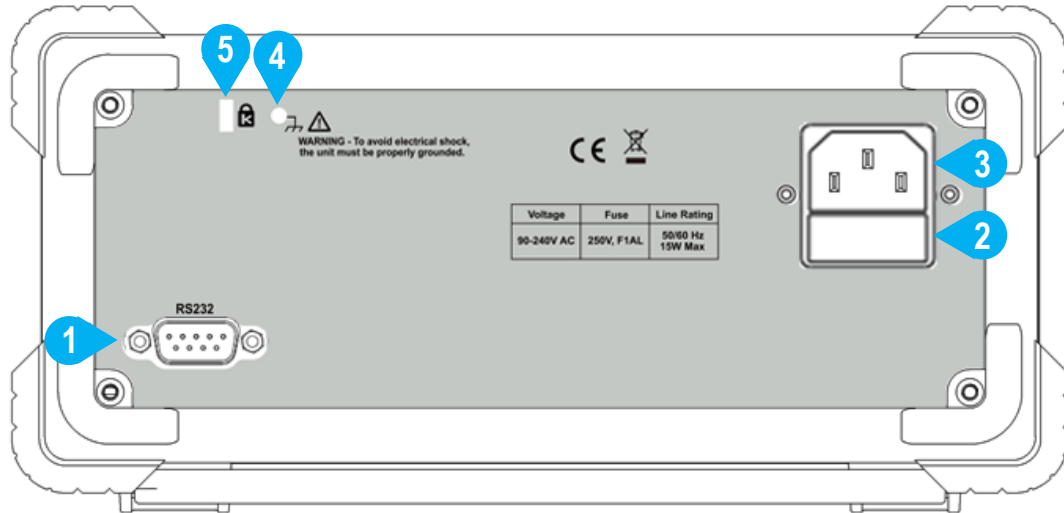 5
4
K
WARNING - To avoid electrical shock,
the unit must be properly grounded.
CE
3
Voltage Fuse Line Rating
90-240V AC 250V, F1AL 50/60 Hz
15W Max
2
RS232
1